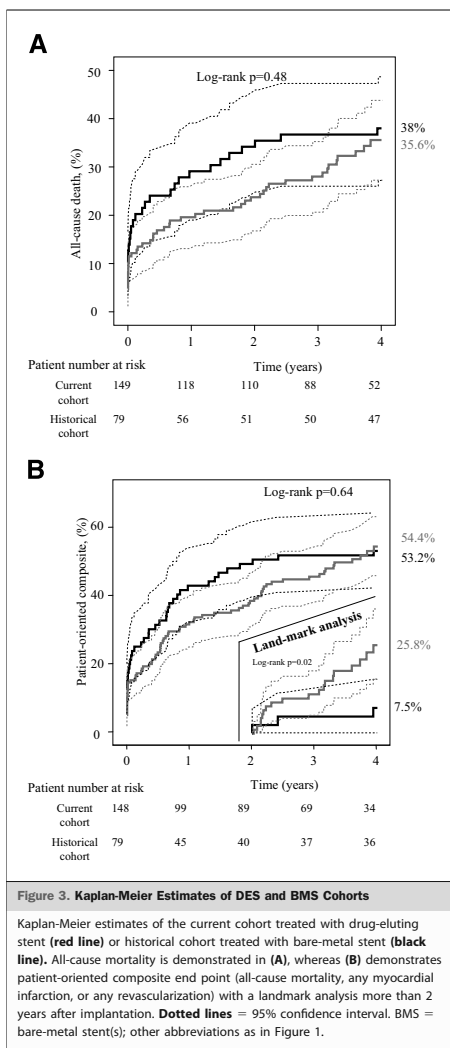 A
Log-rank p=0.48
50
40
30
20
10
0
All-cause death, (%)
38%
35.6%
0 1 2 3 4
Patient number at risk Time (years)
Current cohort 149 118 110 88 52
Historical cohort 79 56 51 50 47
B
Log-rank p=0.64
60
40
20
0
Patient-oriented composite, (%)
54.4%
53.2%
Land-mark analysis
Log-rank p=0.02
25.8%
7.5%
0 1 2 3 4
Patient number at risk Time (years)
Current cohort 148 99 89 69 34
Historical cohort 79 45 40 37 36
Figure 3. Kaplan-Meier Estimates of DES and BMS Cohorts
Kaplan-Meier estimates of the current cohort treated with drug-eluting
stent (red line) or historical cohort treated with bare-metal stent (black
line). All-cause mortality is demonstrated in (A), whereas (B) demonstrates
patient-oriented composite end point (all-cause mortality, any myocardial
infarction, or any revascularization) with a landmark analysis more than 2
years after implantation. Dotted lines = 95% confidence interval. BMS =
bare-metal stent(s); other abbreviations as in Figure 1.